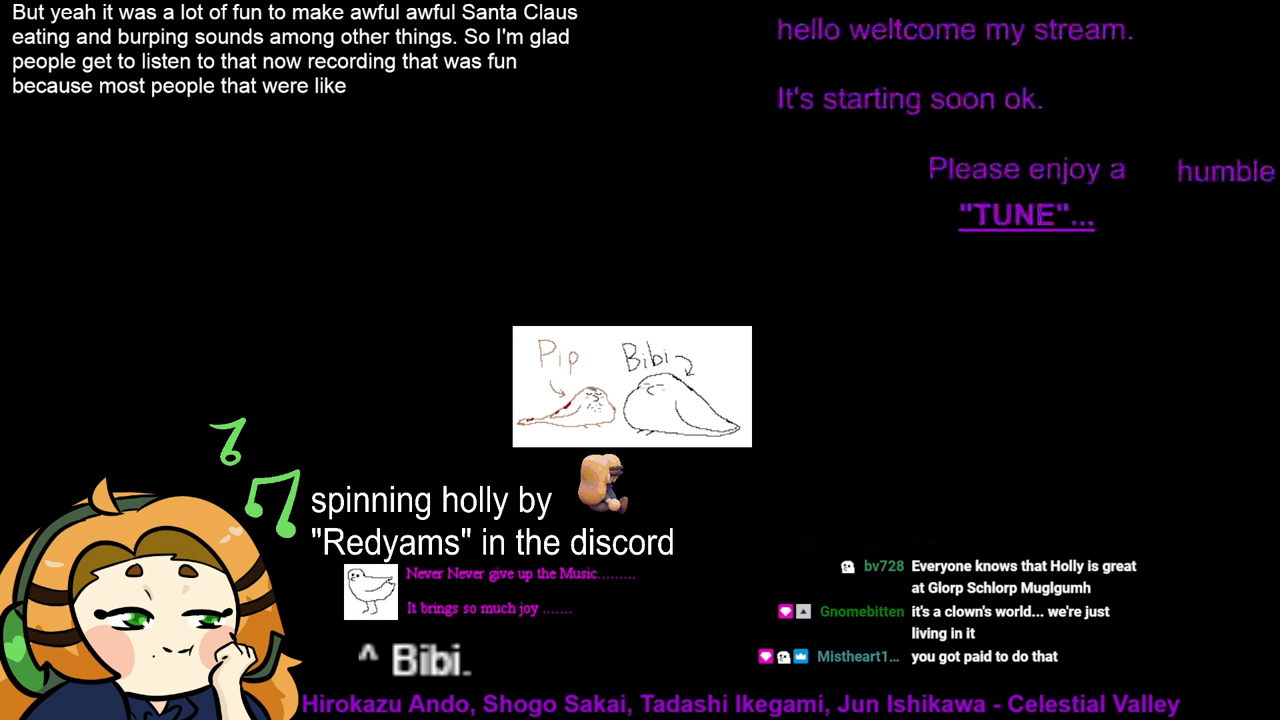 But yeah it was a lot of fun to make awful awful Santa Claus
eating and burping sounds among other things. So I'm glad
people get to listen to that now recording that was fun
because most people that were like
hello weltcome my stream.
It's starting soon ok.
Please enjoy a humble
"TUNE"...
Pip
Bibi
spinning holly by
"Redyams" in the discord
Never Never give up the Music.........
It brings so much joy .......
^ Bibi.
bv728 Everyone knows that Holly is great
at Glorp Schlorp Muglgumh
Gnomebitten it's a clown's world... we're just
living in it
Mistheart1... you got paid to do that
Hirokazu Ando, Shogo Sakai, Tadashi Ikegami, Jun Ishikawa - Celestial Valley